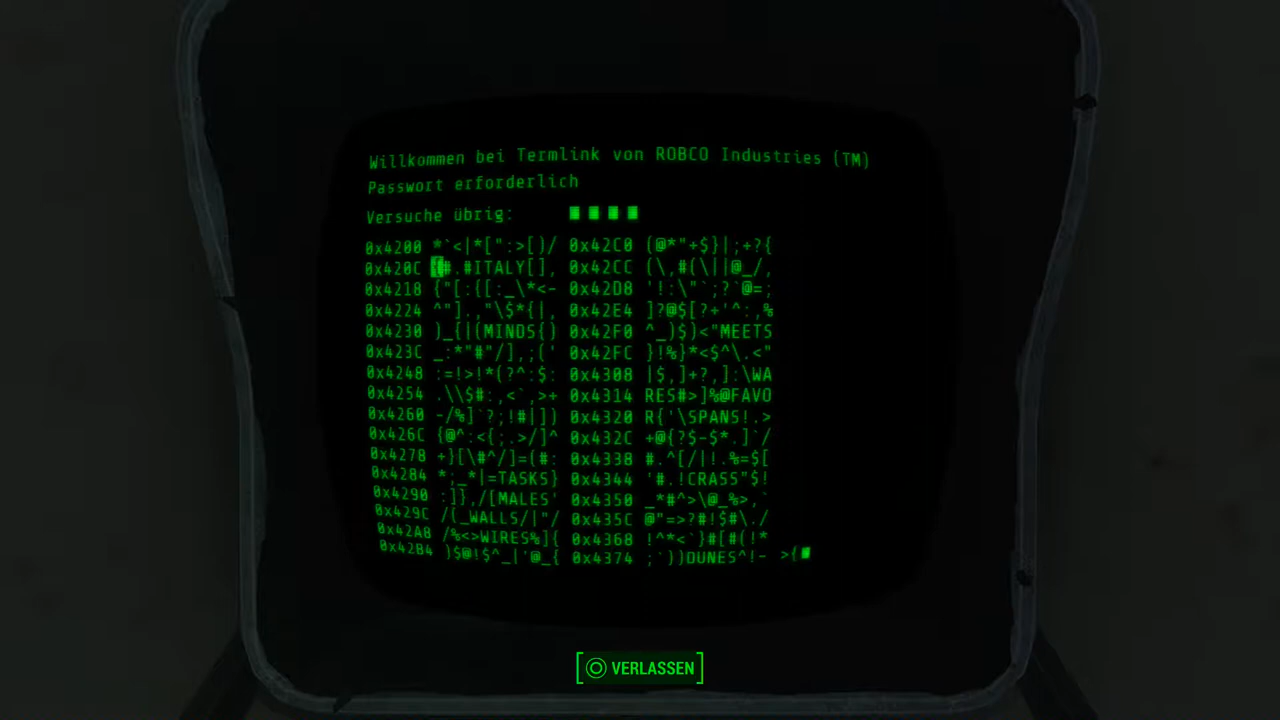 Willkommen bei Termlink von ROBCO Industries (TM)
Passwort erforderlich
Versuche übrig: ■ ■ ■ ■
0x4200 *`<|*[":>[)/ 0x42C0 (@*"+$}|;+?{
0x420C {#.#ITALY[], 0x42CC (\,#(\||@_/,
0x4218 {"[:{[:_\*<- 0x42D8 '!:\"`;?`@=;
0x4224 ^"].,"\$*{|, 0x42E4 ]?@$[?+'^:,%
0x4230 )_{|(MINDS{) 0x42F0 ^_)$)<"MEETS
0x423C _:*"#"/],;(' 0x42FC }!%}*<$^\.<"
0x4248 :=!>!*(?^:$: 0x4308 |$,]+?,]:\WA
0x4254 .\\$#:,<`,>+ 0x4314 RES#>]%@FAVO
0x4260 -/%]`?;!#|]) 0x4320 R{'\SPANS!.>
0x426C {@^:<{;.>/]^ 0x432C +@{?$-$*.]`/
0x4278 +}[\#^/]=(#: 0x4338 #.^[/|!.%=$[
0x4284 *;_*|=TASKS} 0x4344 '#.!CRASS"$!
0x4290 :]},/[MALES' 0x4350 _*#^>\@_%>,`
0x429C /(_WALLS/|"/ 0x435C @"=>?#!$#\./
0x42A8 /%<>WIRES%]{ 0x4368 !^*<`}#[#(!*
0x42B4 )$@!$^_|'@_{ 0x4374 ;`))DUNES^!- >{■
VERLASSEN